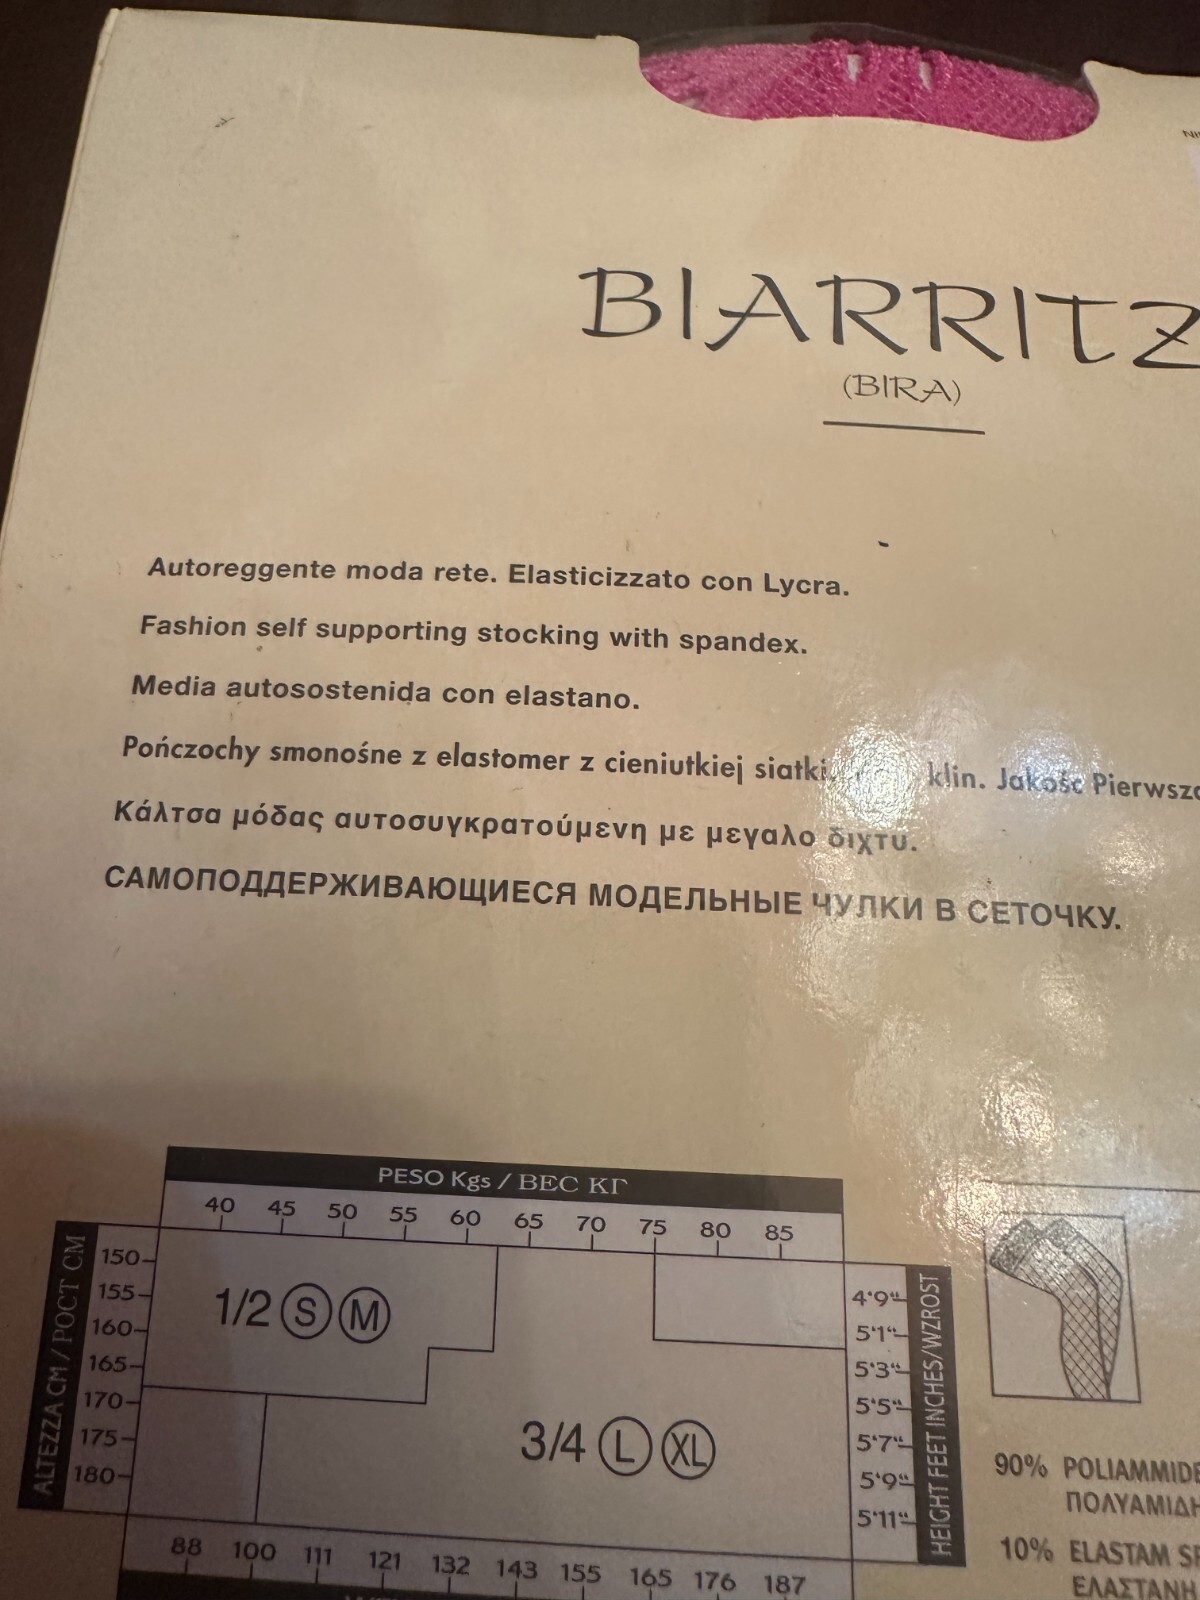 BIARRITZ
(BIRA)
Autoreggente moda rete. Elasticizzato con Lycra.
Fashion self supporting stocking with spandex.
Media autosostenida con elastano.
Pończochy smonośne z elastomer z cieniutkiej siatki. klin. Jakośc Pierwsza
Κάλτσα μόδας αυτοσυγκρατούμενη με μεγαλο διχτυ.
САМОПОДДЕРЖИВАЮЩИЕСЯ МОДЕЛЬНЫЕ ЧУЛКИ В СЕТОЧКУ.
PESO Kgs / ВЕС КГ
40 45 50 55 60 65 70 75 80 85
ALTEZZA CM / РОСТ СМ
150
155
160
165
170
175
180
1/2 S M
3/4 L XL
4'9"
5'1"
5'3"
5'5"
5'7"
5'9"
5'11"
HEIGHT FEET INCHES/WZROST
88 100 111 121 132 143 155 165 176 187
90% POLIAMMIDE
ΠΟΛΥΑΜΙΔΗ
10% ELASTAM
ΕΛΑΣΤΑΝΗ